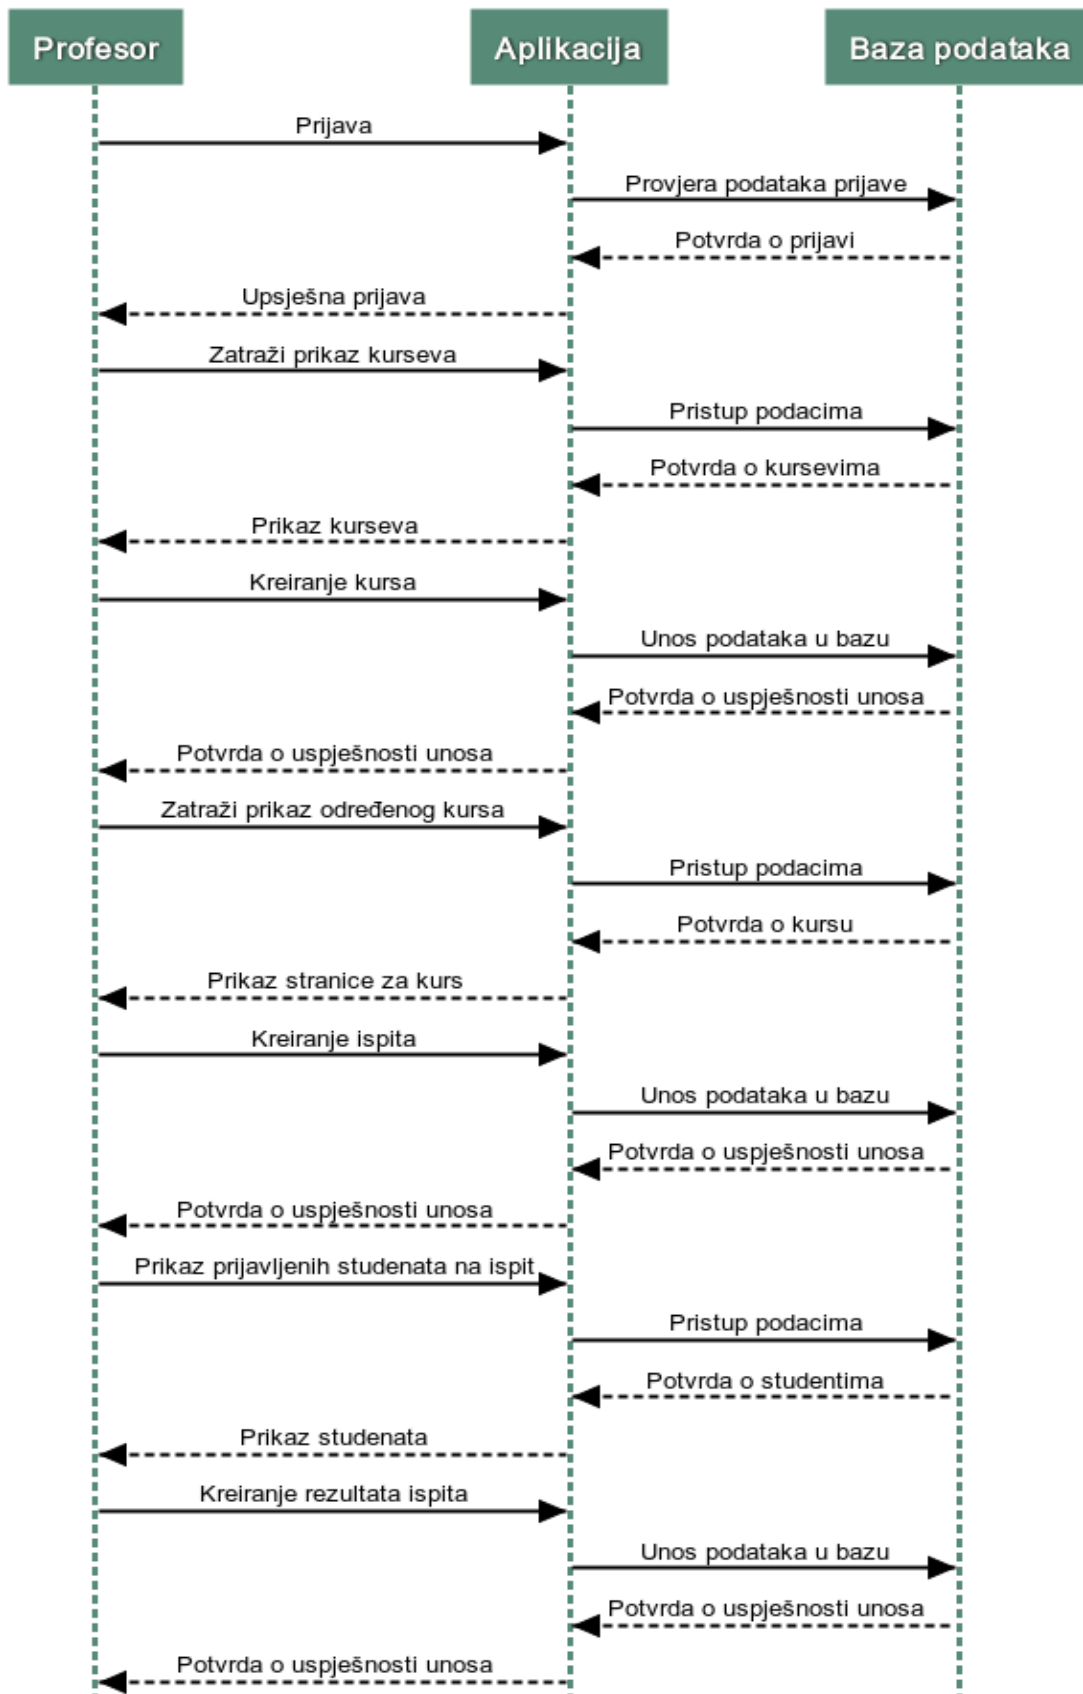 Profesor
Aplikacija
Baza podataka
Prijava
Provjera podataka prijave
Potvrda o prijavi
Upsješna prijava
Zatraži prikaz kurseva
Pristup podacima
Potvrda o kursevima
Prikaz kurseva
Kreiranje kursa
Unos podataka u bazu
Potvrda o uspješnosti unosa
Potvrda o uspješnosti unosa
Zatraži prikaz određenog kursa
Pristup podacima
Potvrda o kursu
Prikaz stranice za kurs
Kreiranje ispita
Unos podataka u bazu
Potvrda o uspješnosti unosa
Potvrda o uspješnosti unosa
Prikaz prijavljenih studenata na ispit
Pristup podacima
Potvrda o studentima
Prikaz studenata
Kreiranje rezultata ispita
Unos podataka u bazu
Potvrda o uspješnosti unosa
Potvrda o uspješnosti unosa